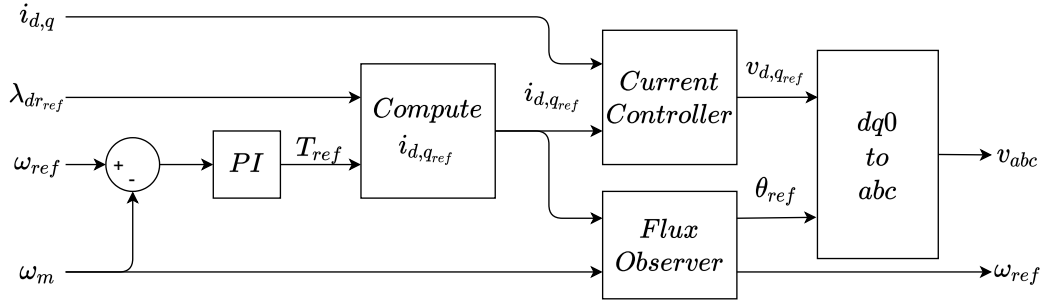 i_{d,q}
λ_{dr_{ref}}
ω_{ref}
+
-
PI
T_{ref}
Compute
i_{d,q_{ref}}
i_{d,q_{ref}}
Current
Controller
v_{d,q_{ref}}
dq0
to
abc
v_{abc}
ω_m
Flux
Observer
θ_{ref}
ω_{ref}